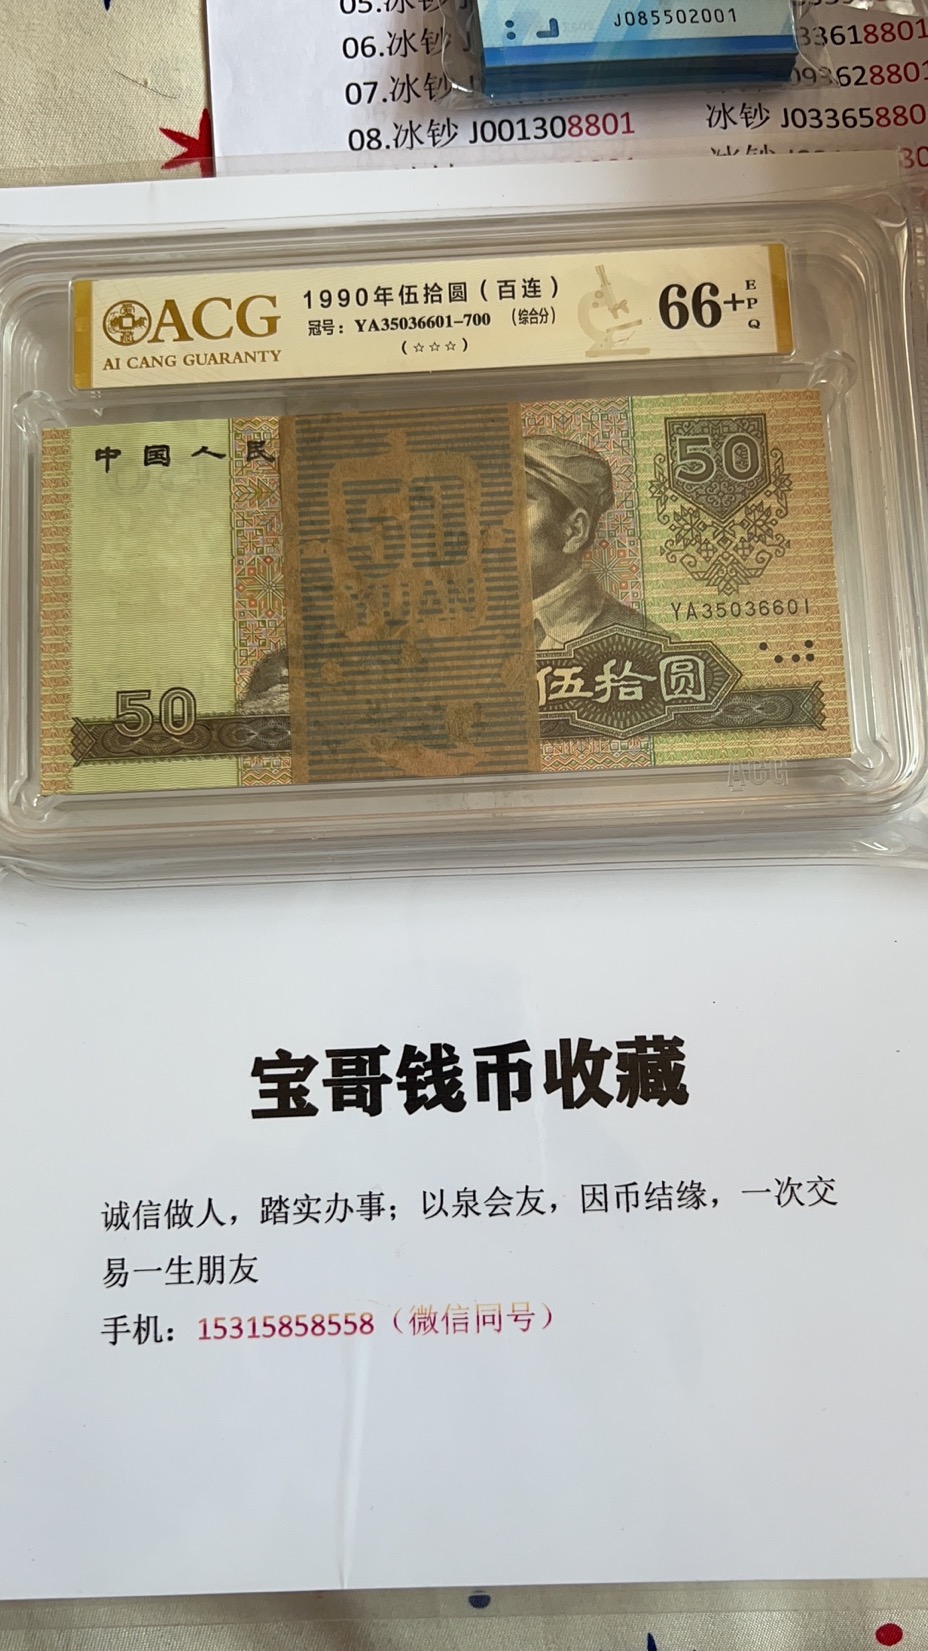 06.冰钞
07.冰钞
08.冰钞 J001308801
J085502001
冰钞 J03365880
ACG
AI CANG GUARANTY
1990年伍拾圆（百连）
冠号：YA35036601-700 （综合分）
（☆☆☆）
66+
EPQ
中国人民
50
50
YUAN
50
YA35036601
伍拾圆
ACG
宝哥钱币收藏
诚信做人，踏实办事；以泉会友，因币结缘，一次交
易一生朋友
手机：15315858558（微信同号）